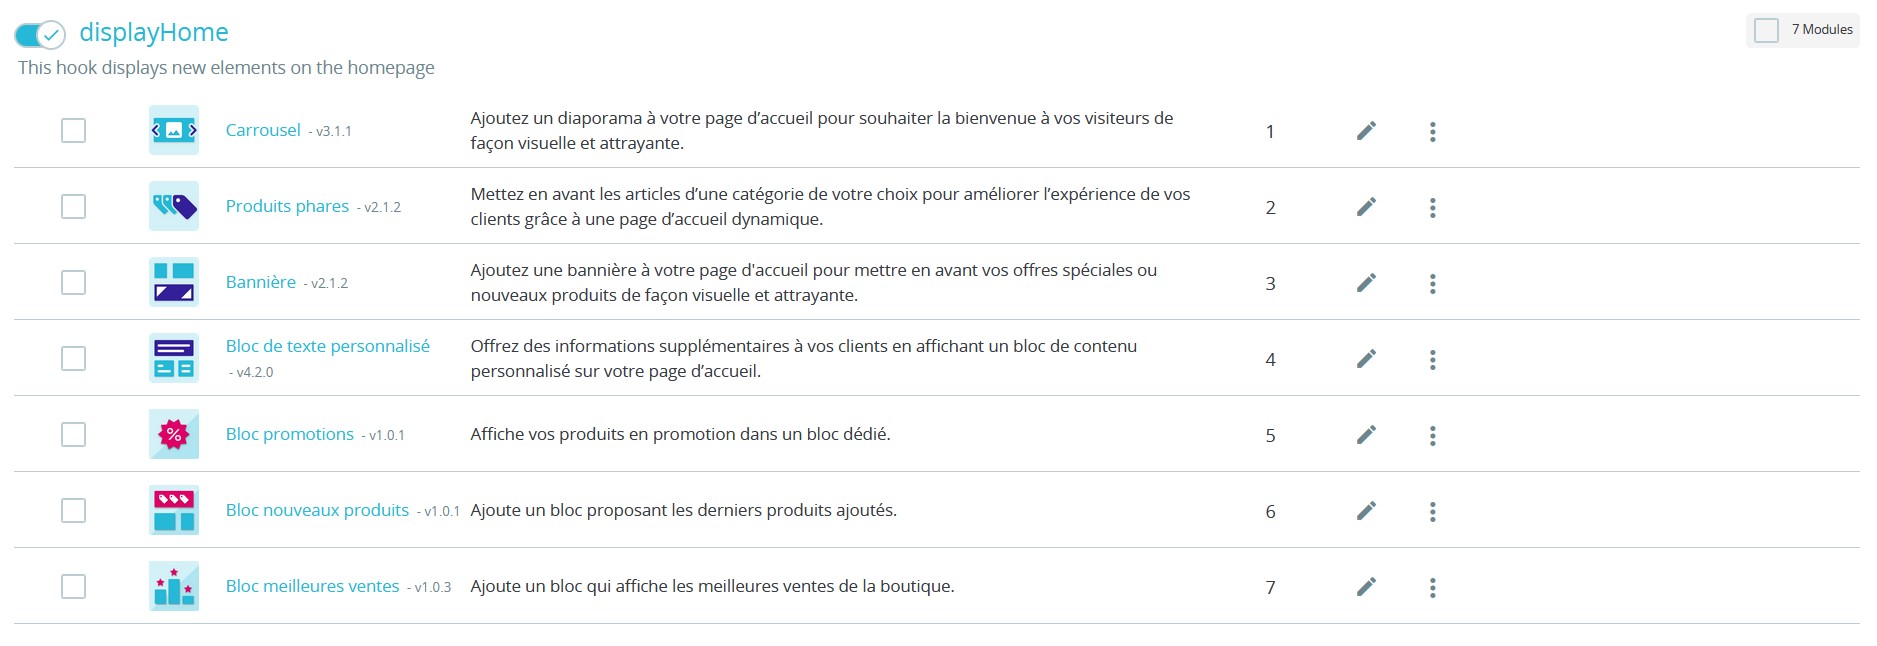 displayHome
7 Modules
This hook displays new elements on the homepage
Carrousel - v3.1.1
Ajoutez un diaporama à votre page d’accueil pour souhaiter la bienvenue à vos visiteurs de
façon visuelle et attrayante.
1
Produits phares - v2.1.2
Mettez en avant les articles d’une catégorie de votre choix pour améliorer l’expérience de vos
clients grâce à une page d’accueil dynamique.
2
Bannière - v2.1.2
Ajoutez une bannière à votre page d'accueil pour mettre en avant vos offres spéciales ou
nouveaux produits de façon visuelle et attrayante.
3
Bloc de texte personnalisé
- v4.2.0
Offrez des informations supplémentaires à vos clients en affichant un bloc de contenu
personnalisé sur votre page d’accueil.
4
%
Bloc promotions - v1.0.1
Affiche vos produits en promotion dans un bloc dédié.
5
Bloc nouveaux produits - v1.0.1
Ajoute un bloc proposant les derniers produits ajoutés.
6
Bloc meilleures ventes - v1.0.3
Ajoute un bloc qui affiche les meilleures ventes de la boutique.
7